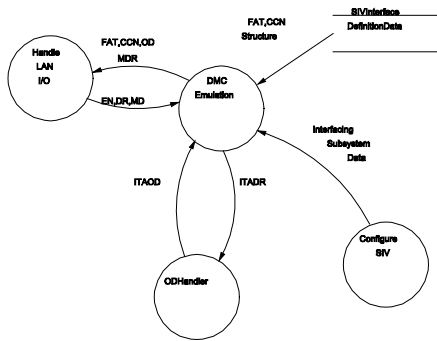 FAT,CCN
Structure
SIVInterface
DefinitionData
Handle
LAN
I/O
FAT,CCN,OD
MDR
DMC
Emulation
EN,DR,MD
Interfacing
Subsystem
Data
ITAOD
ITADR
Configure
SIV
ODHandler